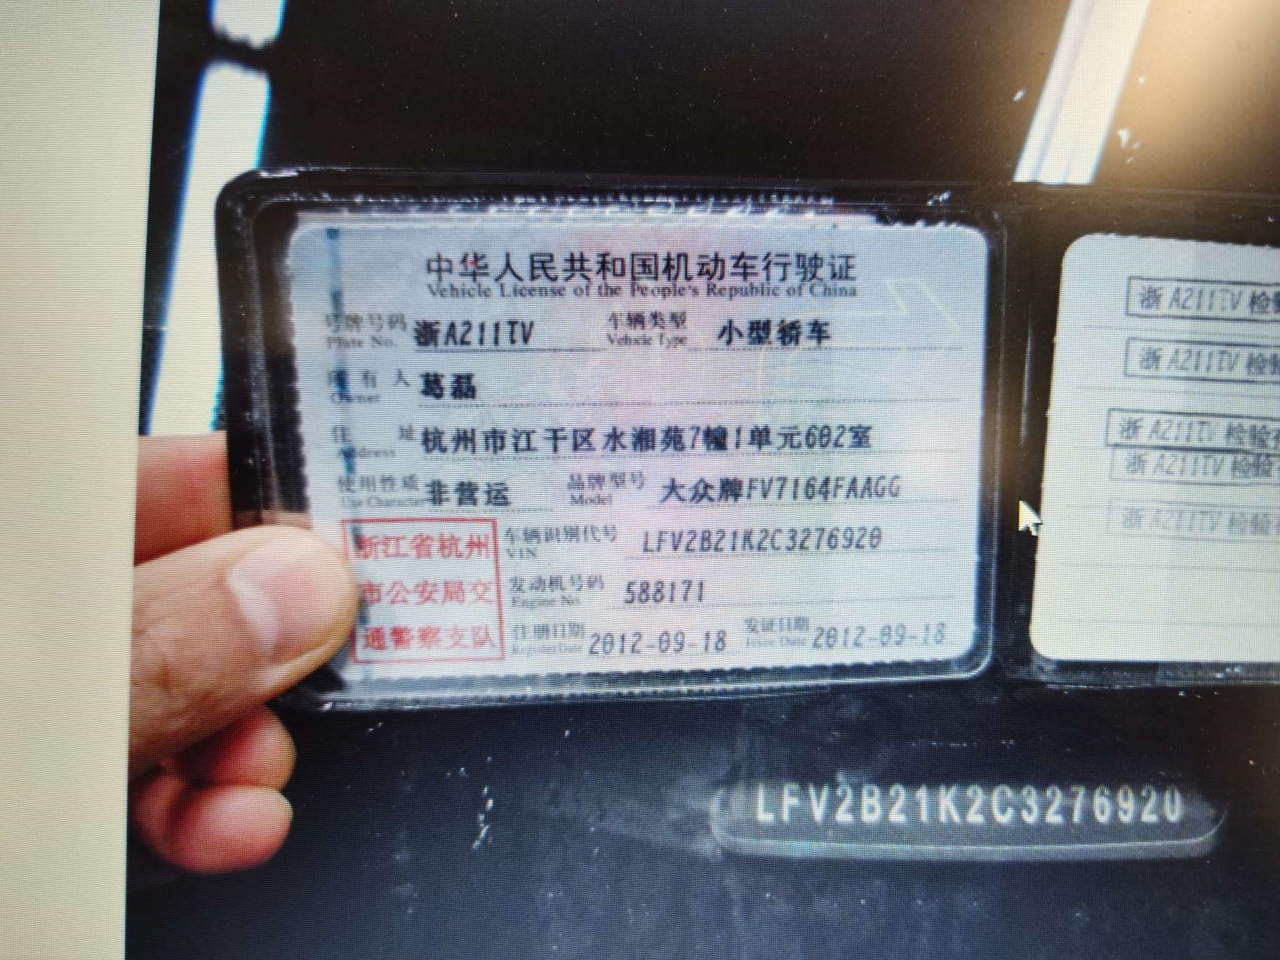 中华人民共和国机动车行驶证
Vehicle License of the People's Republic of China
号牌号码 浙A211TV 车辆类型 小型轿车
Plate No. Vehicle Type
所有人 葛磊
Owner
住址 杭州市江干区水湘苑7幢1单元602室
Address
使用性质 非营运 品牌型号 大众牌FV7164FAAGG
Use Character Model
浙江省杭州
市公安局交
通警察支队
车辆识别代号 LFV2B21K2C3276920
VIN
发动机号码 588171
Engine No.
注册日期 2012-09-18 发证日期 2012-09-18
Register Date Issue Date
浙A211TV 检验
浙A211TV 检验
浙A211TV 检验
浙A211TV 检验
浙A211TV 检验
LFV2B21K2C3276920